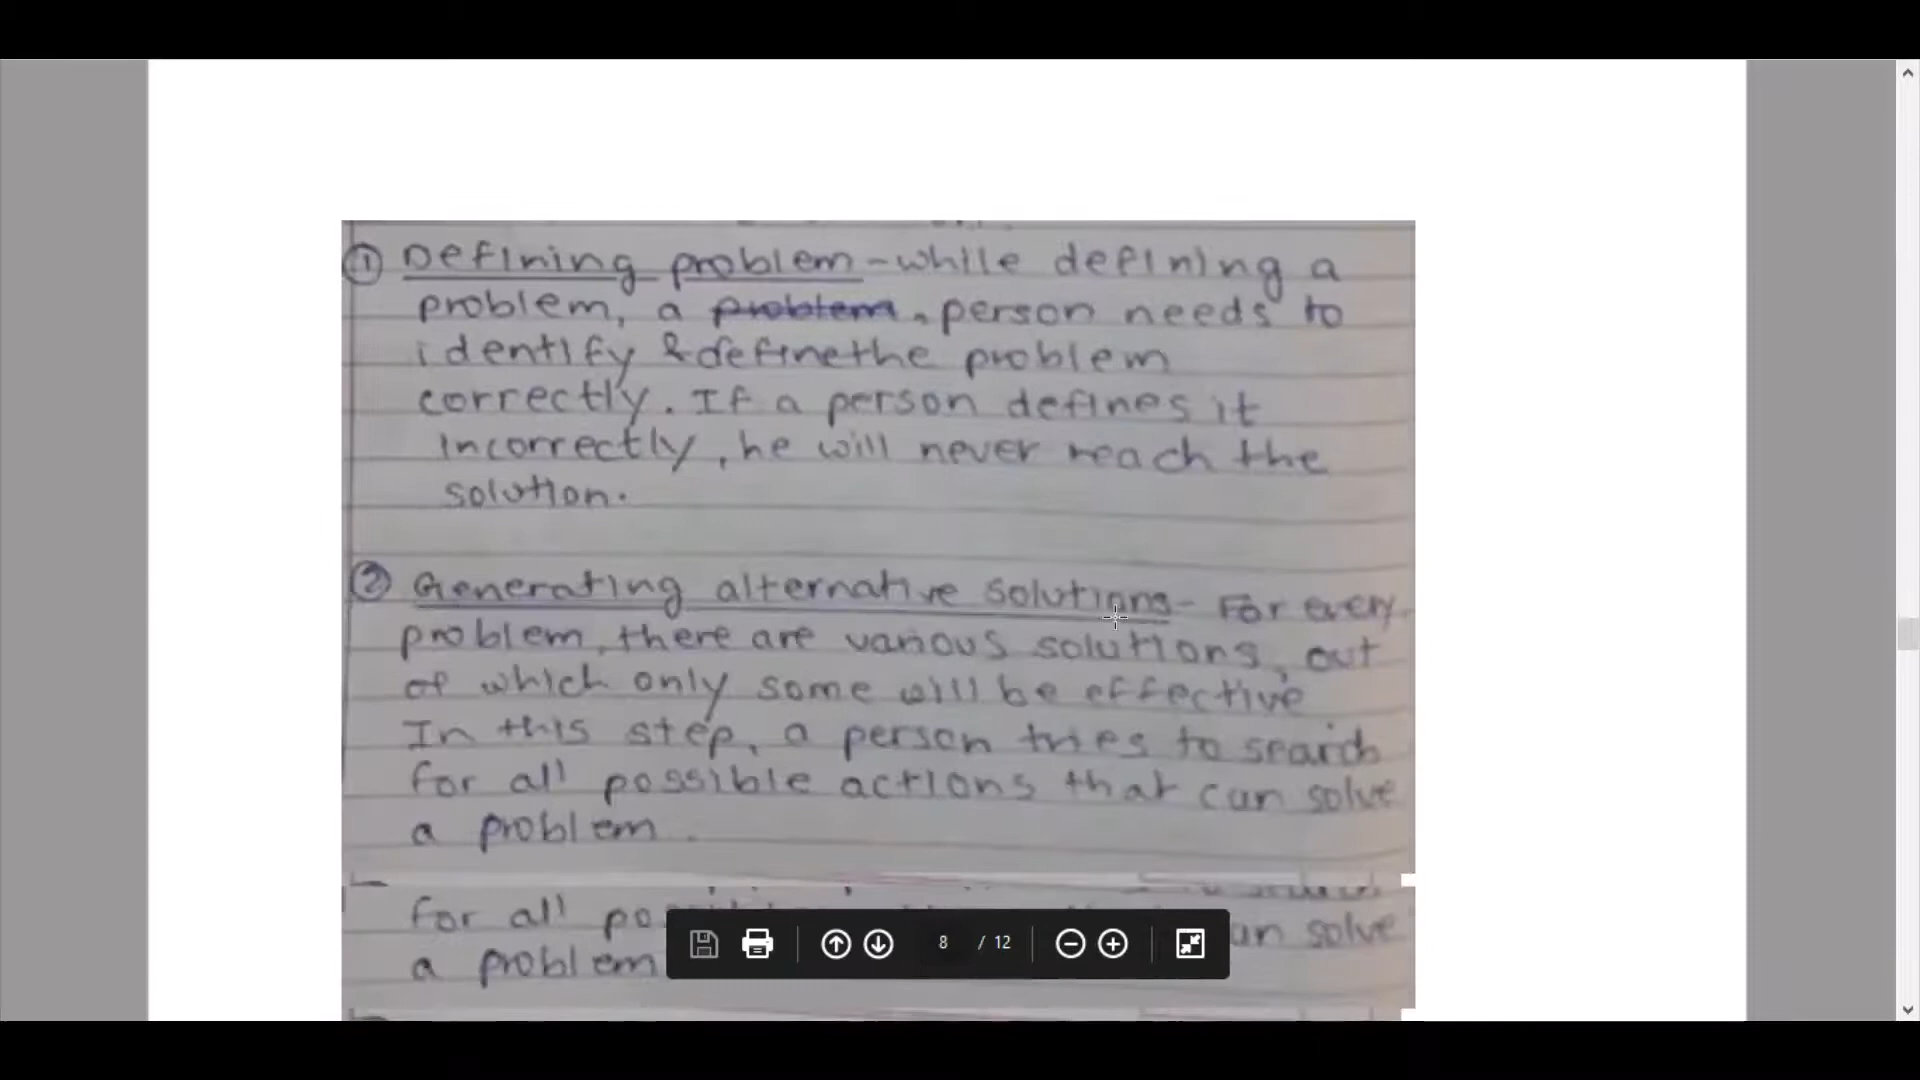 ① Defining problem - while defining a
problem, a problem, person needs to
identify & define the problem
correctly. If a person defines it
incorrectly, he will never reach the
solution.
② Generating alternative solutions - For every
problem, there are various solutions, out
of which only some will be effective
In this step, a person tries to search
for all possible actions that can solve
a problem.
for all po an solve
a problem
8 / 12